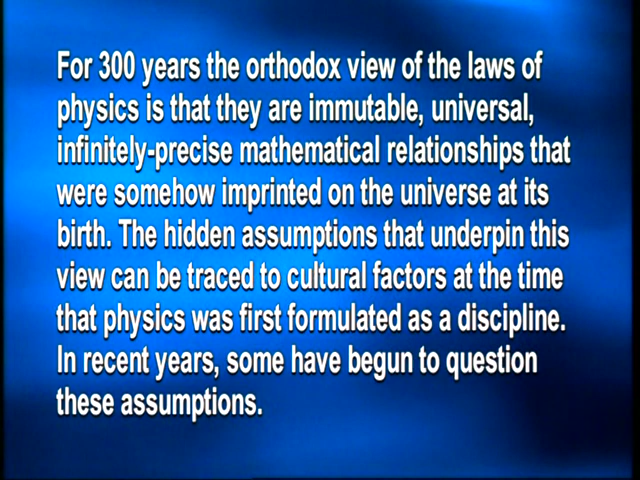 For 300 years the orthodox view of the laws of
physics is that they are immutable, universal,
infinitely-precise mathematical relationships that
were somehow imprinted on the universe at its
birth. The hidden assumptions that underpin this
view can be traced to cultural factors at the time
that physics was first formulated as a discipline.
In recent years, some have begun to question
these assumptions.